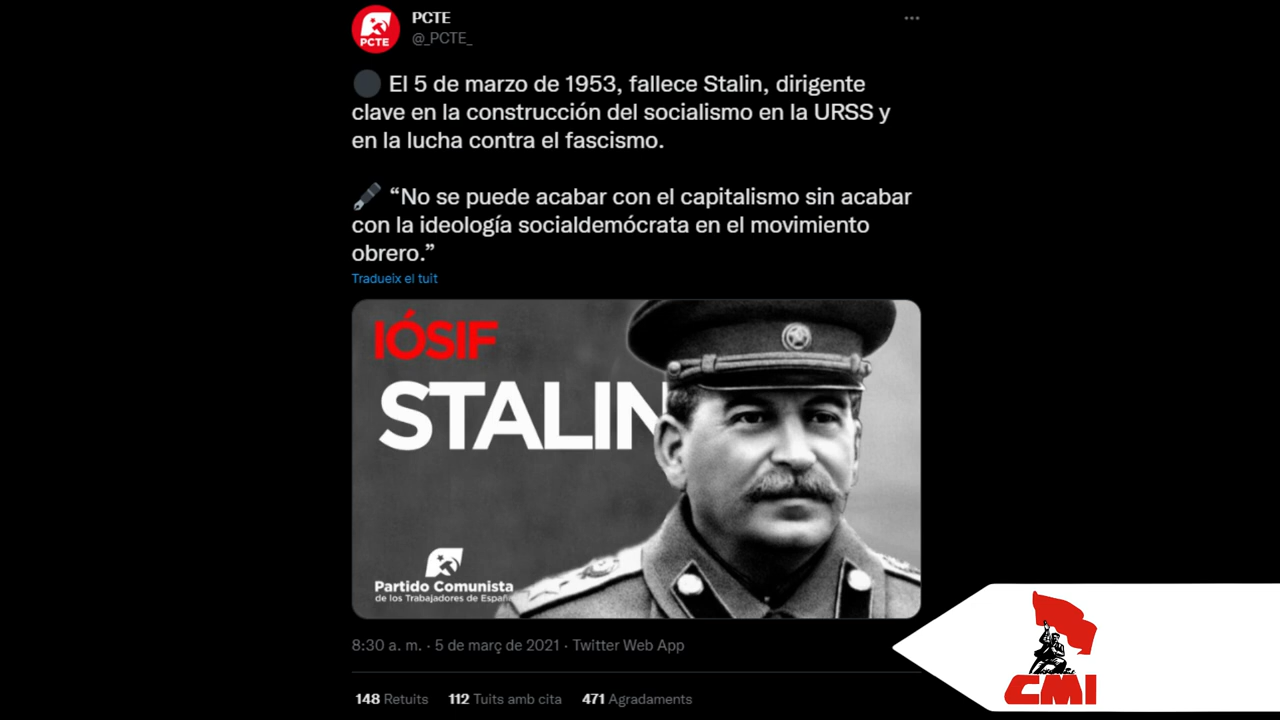 PCTE
PCTE
@_PCTE_
El 5 de marzo de 1953, fallece Stalin, dirigente
clave en la construcción del socialismo en la URSS y
en la lucha contra el fascismo.
“No se puede acabar con el capitalismo sin acabar
con la ideología socialdemócrata en el movimiento
obrero.”
Tradueix el tuit
IÓSIF
STALIN
Partido Comunista
de los Trabajadores de España
8:30 a. m. · 5 de març de 2021 · Twitter Web App
148 Retuits 112 Tuits amb cita 471 Agradaments
CMI